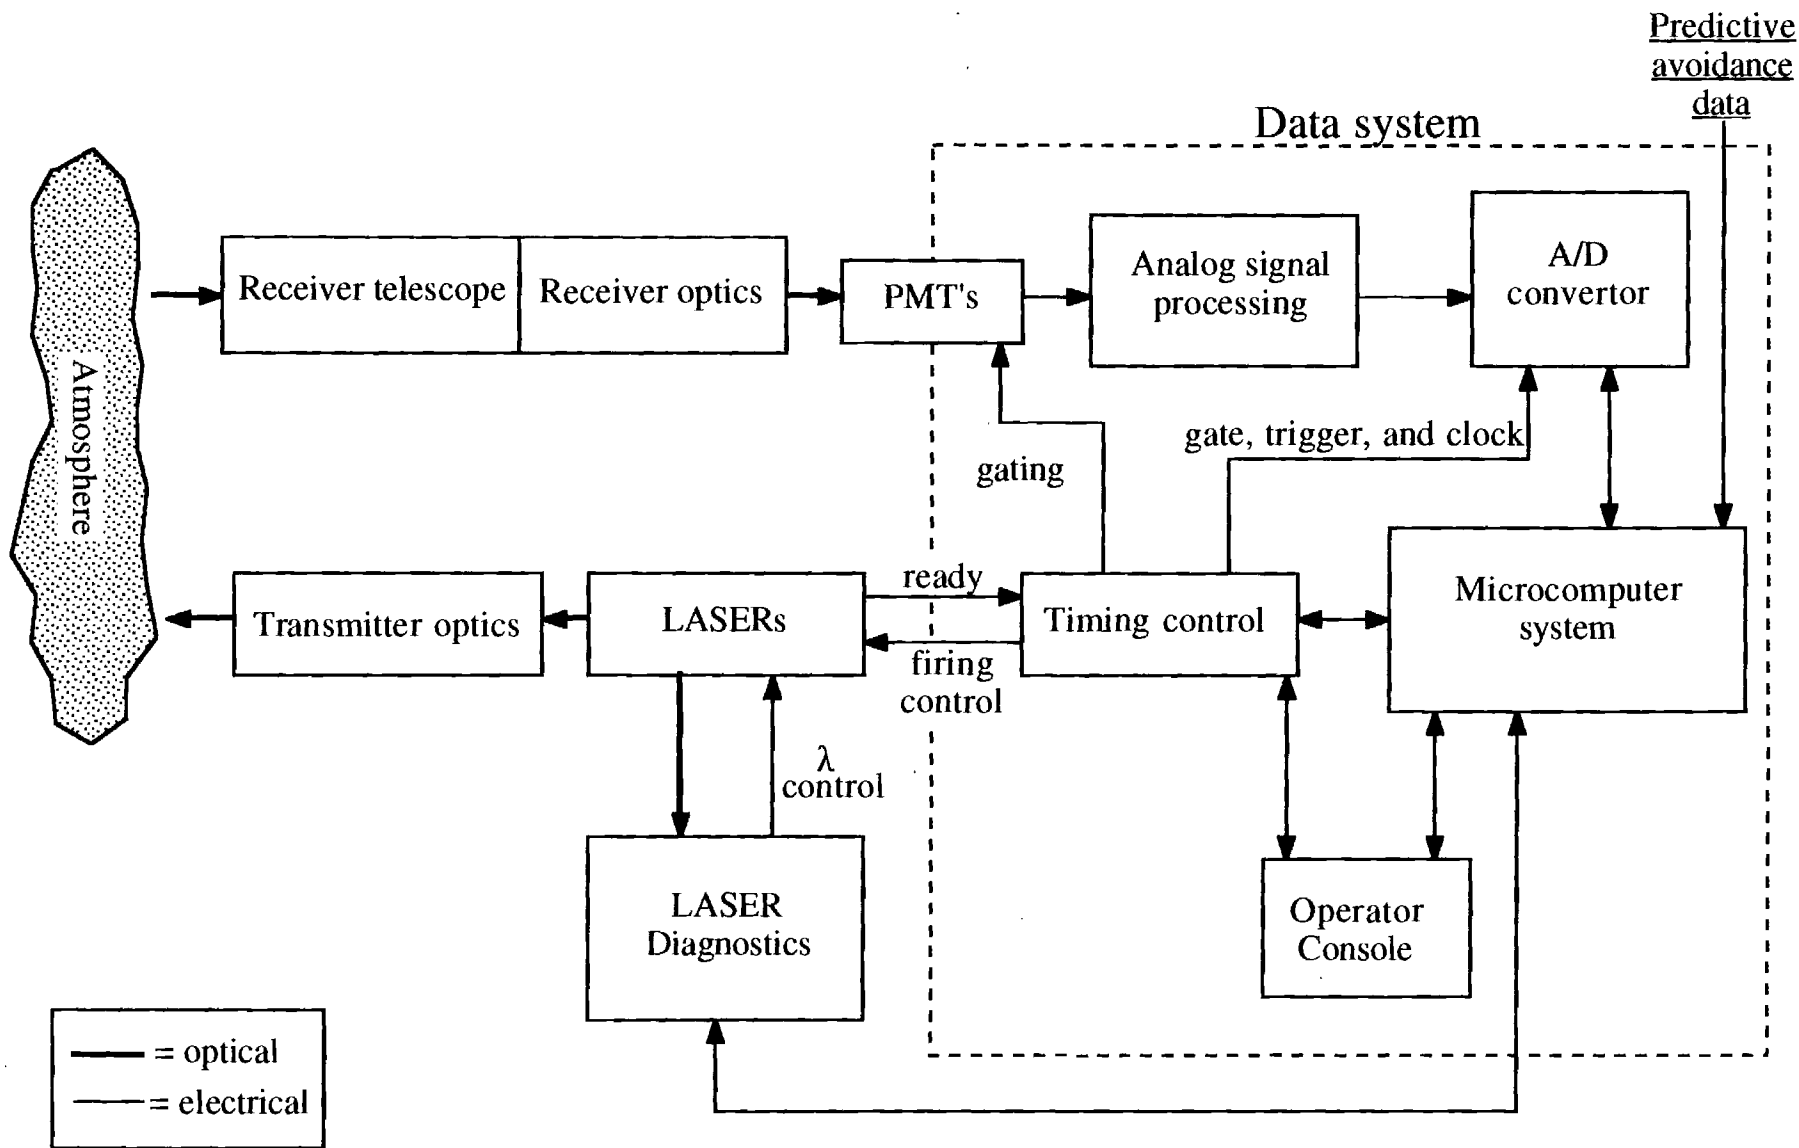 Predictive
avoidance
data
Data system
Atmosphere
Receiver telescope
Receiver optics
PMT's
Analog signal
processing
A/D
convertor
gating
gate, trigger, and clock
Transmitter optics
LASERs
ready
firing
control
Timing control
Microcomputer
system
λ
control
LASER
Diagnostics
Operator
Console
= optical
= electrical